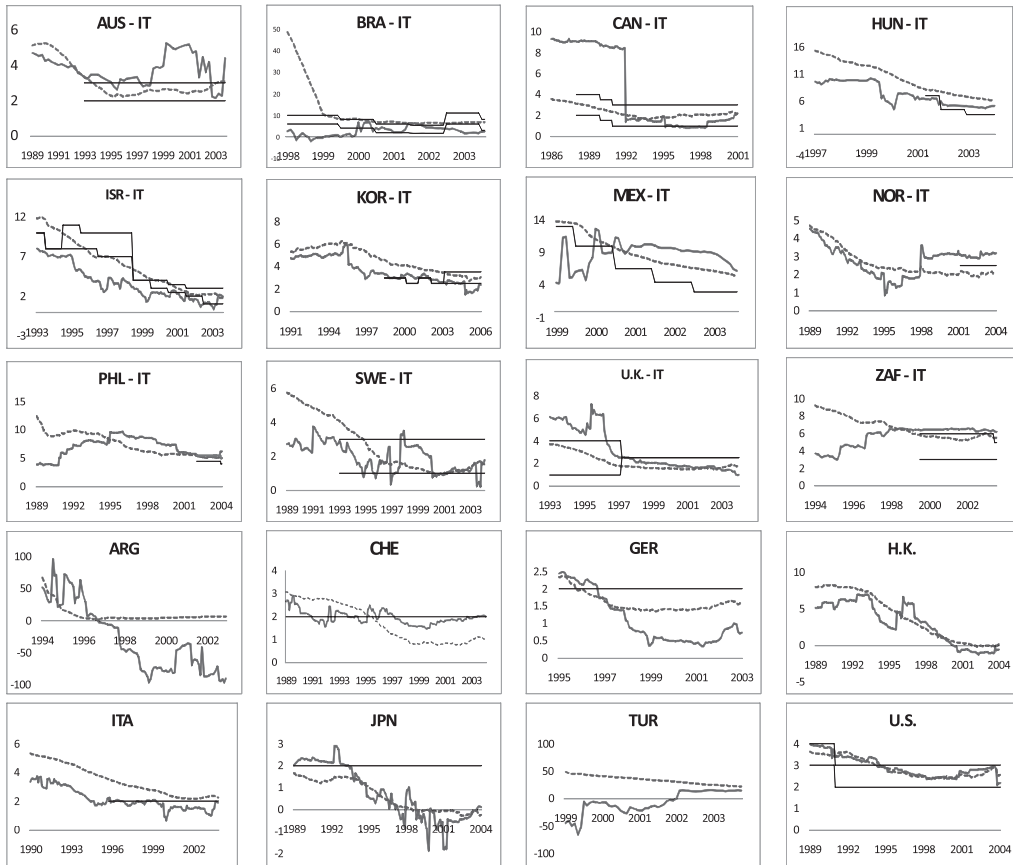 AUS - IT
6
4
2
0
1989 1991 1993 1995 1997 1999 2001 2003
BRA - IT
50
40
30
20
10
0
-10
1998 1999 2000 2001 2002 2003
CAN - IT
10
8
6
4
2
0
1986 1989 1992 1995 1998 2001
HUN - IT
16
11
6
1
-4
1997 1999 2001 2003
ISR - IT
12
7
2
-3
1993 1995 1997 1999 2001 2003
KOR - IT
8
6
4
2
0
1991 1994 1997 2000 2003 2006
MEX - IT
14
9
4
-1
1999 2000 2001 2002 2003
NOR - IT
5
4
3
2
1
0
1989 1992 1995 1998 2001 2004
PHL - IT
15
10
5
0
1989 1992 1995 1998 2001 2004
SWE - IT
6
4
2
0
1989 1991 1993 1995 1997 1999 2001 2003
U.K. - IT
8
6
4
2
0
1993 1995 1997 1999 2001 2003
ZAF - IT
10
8
6
4
2
0
1994 1996 1998 2000 2002
ARG
100
50
0
-50
-100
1994 1996 1998 2000 2002
CHE
4
3
2
1
0
1989 1991 1993 1995 1997 1999 2001 2003
GER
2.5
2
1.5
1
0.5
0
1995 1997 1999 2001 2003
H.K.
10
5
0
-5
1989 1992 1995 1998 2001 2004
ITA
6
4
2
0
1990 1992 1994 1996 1998 2000 2002
JPN
3
2
1
0
-1
-2
1989 1992 1995 1998 2001 2004
TUR
100
50
0
-50
-100
1999 2000 2001 2002 2003
U.S.
4
3
2
1
0
1989 1992 1995 1998 2001 2004